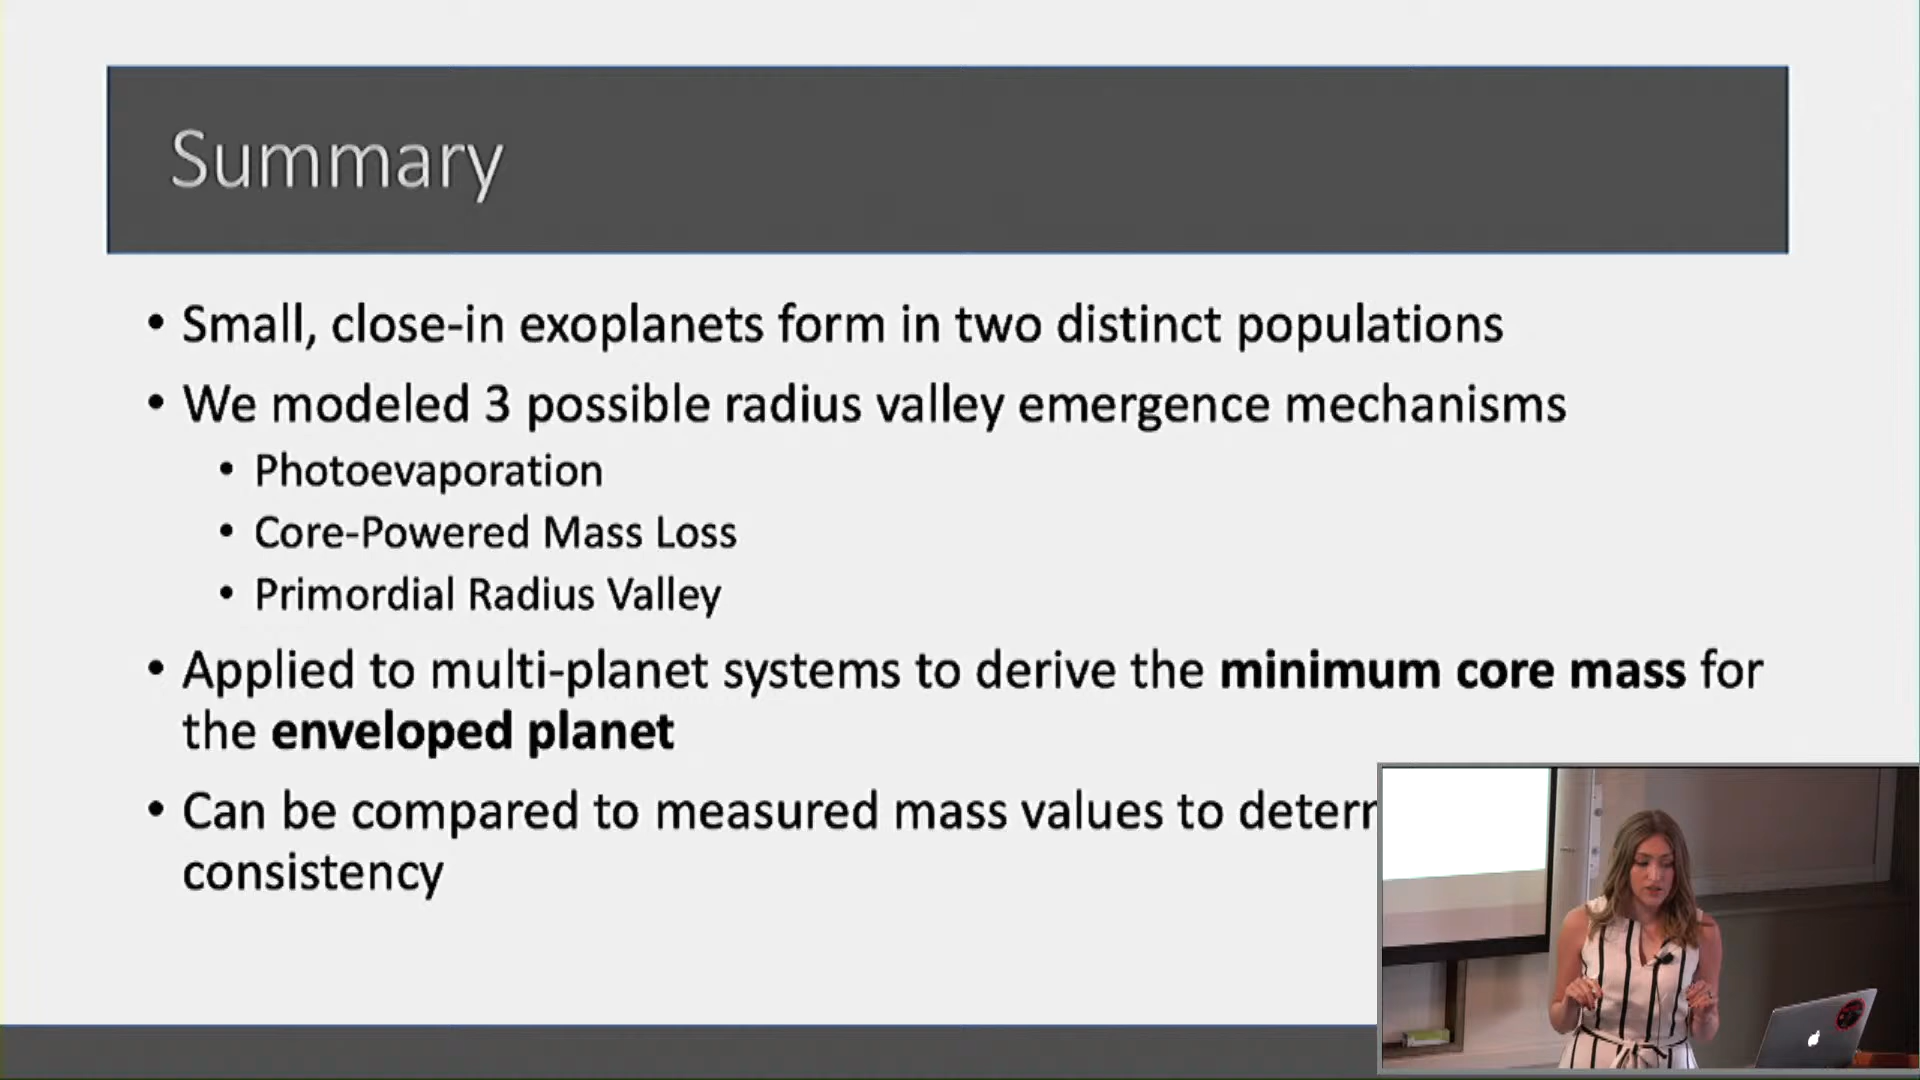 Summary
• Small, close-in exoplanets form in two distinct populations
• We modeled 3 possible radius valley emergence mechanisms
• Photoevaporation
• Core-Powered Mass Loss
• Primordial Radius Valley
• Applied to multi-planet systems to derive the minimum core mass for
the enveloped planet
• Can be compared to measured mass values to
consistency